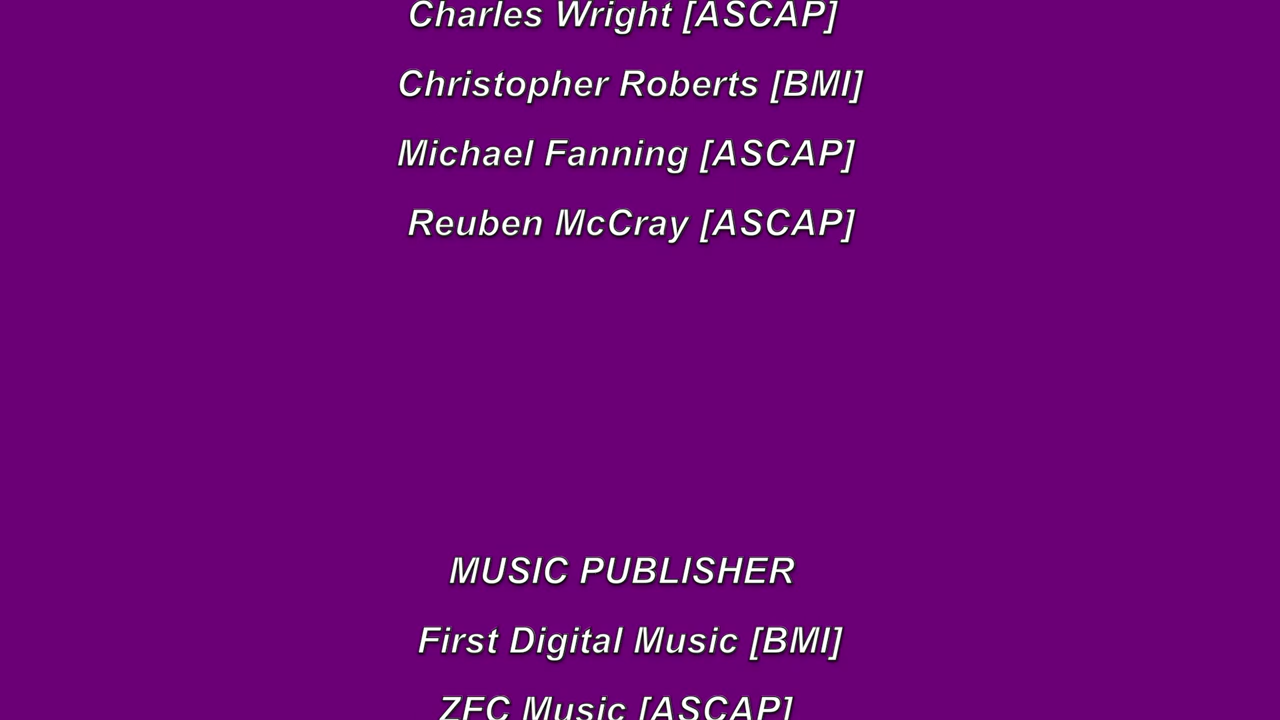 Charles Wright [ASCAP]
Christopher Roberts [BMI]
Michael Fanning [ASCAP]
Reuben McCray [ASCAP]
MUSIC PUBLISHER
First Digital Music [BMI]
ZFC Music [ASCAP]